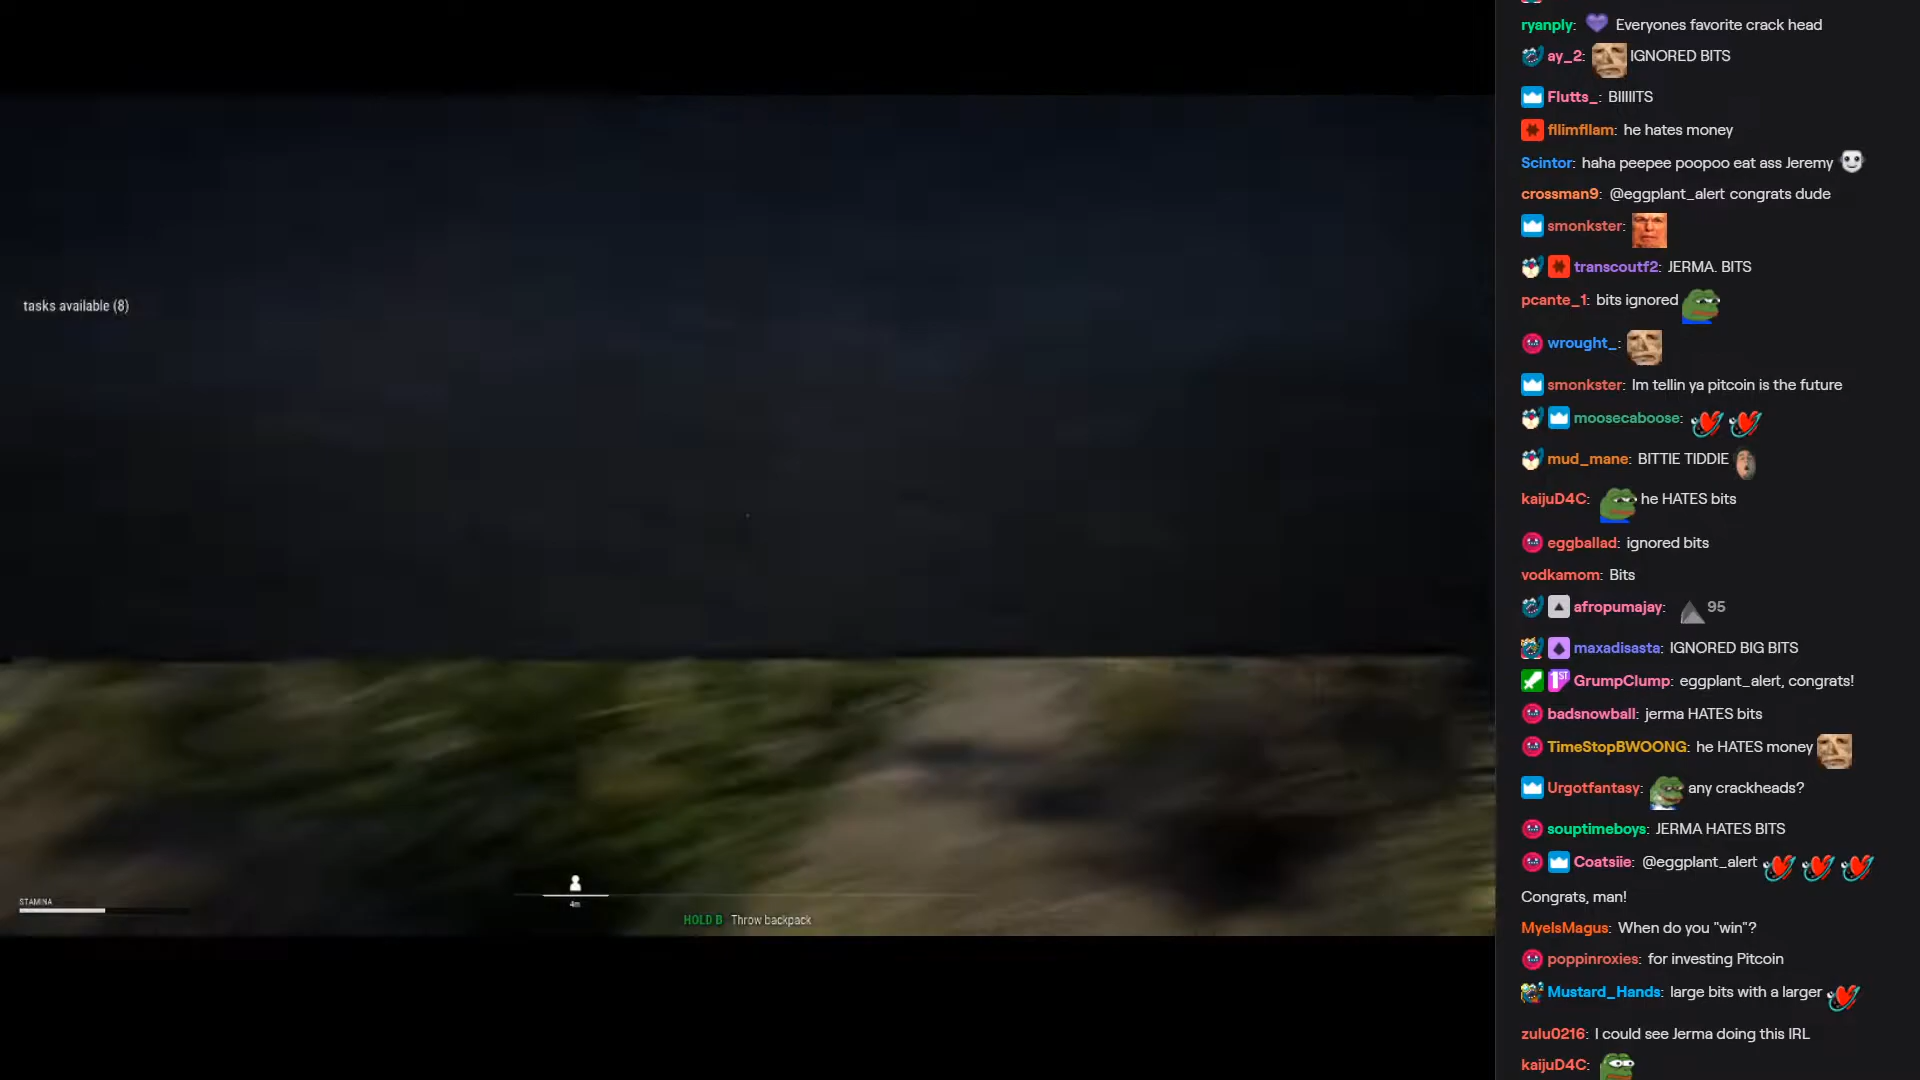 tasks available (8)
STAMINA
4m
HOLD B Throw backpack
ryanply: Everyones favorite crack head
ay_2: IGNORED BITS
Flutts_: BIIIIITS
fllimfllam: he hates money
Scintor: haha peepee poopoo eat ass Jeremy
crossman9: @eggplant_alert congrats dude
smonkster:
transcoutf2: JERMA. BITS
pcante_1: bits ignored
wrought_:
smonkster: Im tellin ya pitcoin is the future
moosecaboose:
mud_mane: BITTIE TIDDIE
kaijuD4C: he HATES bits
eggballad: ignored bits
vodkamom: Bits
afropumajay: 95
maxadisasta: IGNORED BIG BITS
1ST GrumpClump: eggplant_alert, congrats!
badsnowball: jerma HATES bits
TimeStopBWOONG: he HATES money
Urgotfantasy: any crackheads?
souptimeboys: JERMA HATES BITS
Coatsiie: @eggplant_alert
Congrats, man!
MyelsMagus: When do you "win"?
poppinroxies: for investing Pitcoin
Mustard_Hands: large bits with a larger
zulu0216: I could see Jerma doing this IRL
kaijuD4C: